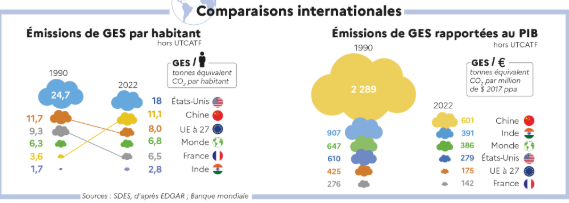 Comparaisons internationales
Émissions de GES par habitant
hors UTCATF
GES /
tonnes équivalent
CO2 par habitant
1990
2022
24,7
11,7
9,3
6,3
3,6
1,7
18 États-Unis
11,1 Chine
8,0 UE à 27
6,8 Monde
6,5 France
2,8 Inde
Émissions de GES rapportées au PIB
hors UTCATF
1990
GES / €
tonnes équivalent
CO2 par million
de $ 2017 ppa
2 289
907
647
610
425
276
2022
601 Chine
391 Inde
386 Monde
279 États-Unis
175 UE à 27
142 France
Sources : SDES, d'après EDGAR ; Banque mondiale